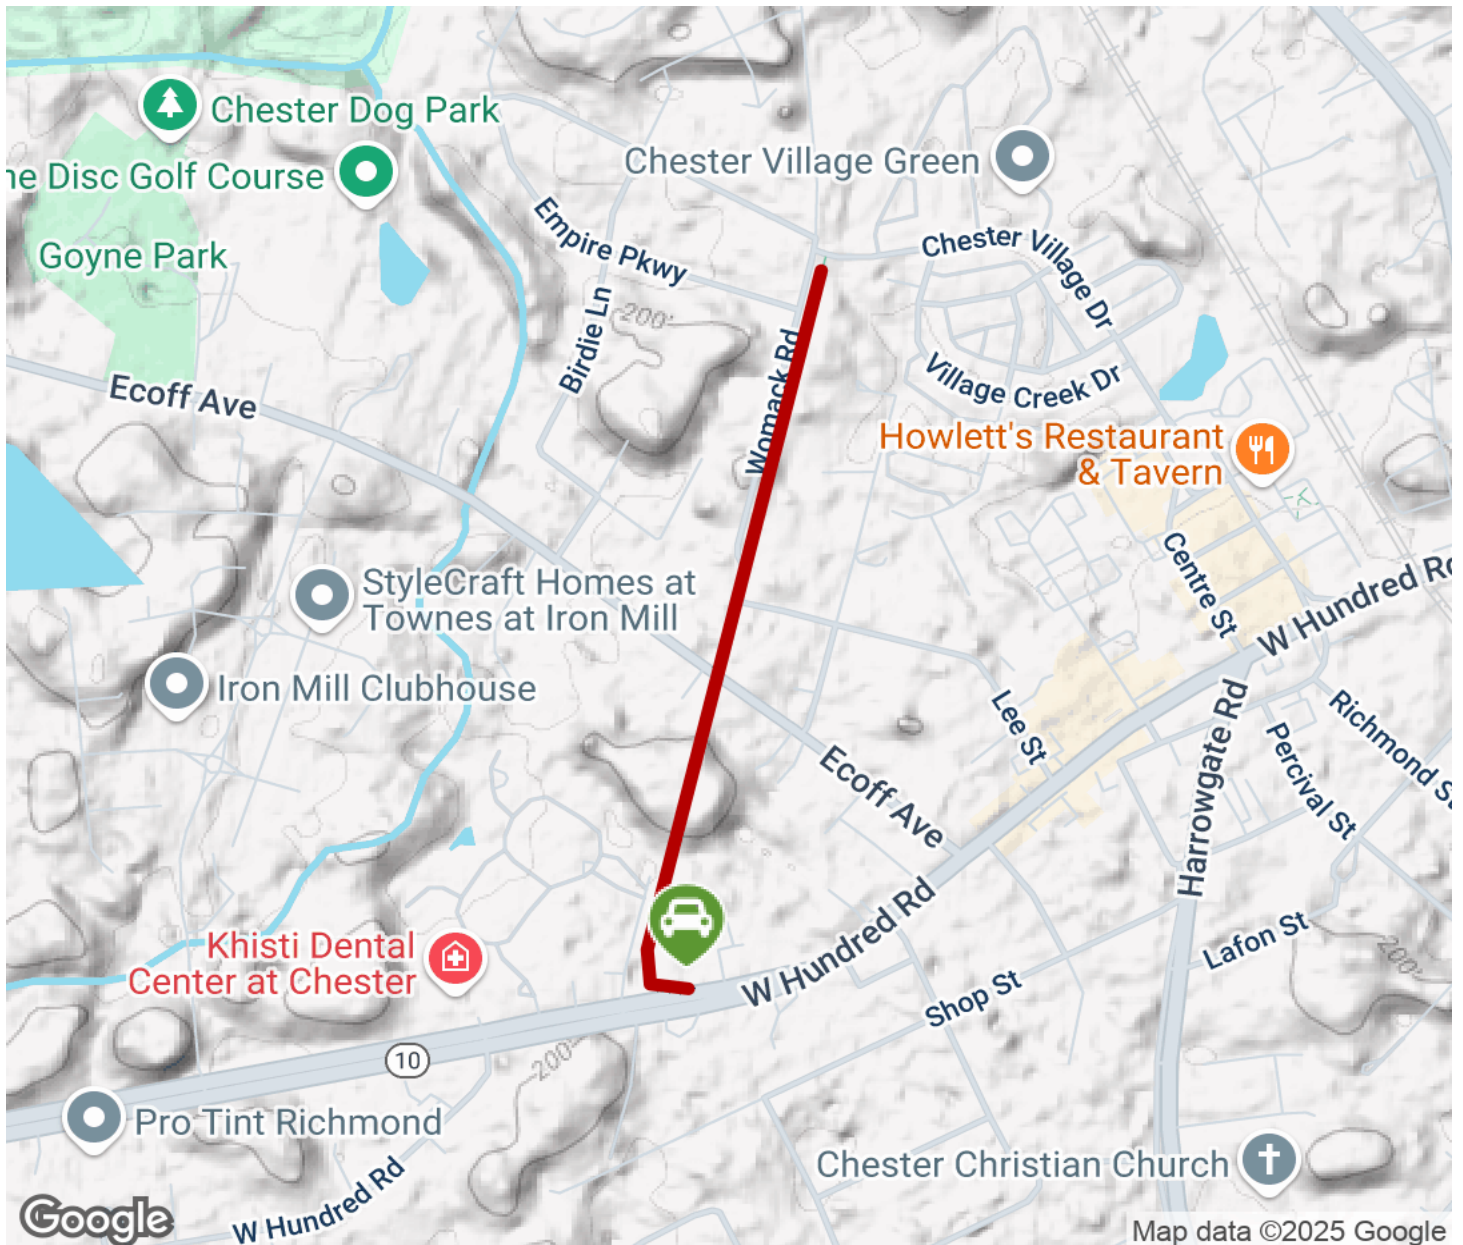 Chester Dog Park
ne Disc Golf Course
Goyne Park
Chester Village Green
Empire Pkwy
Chester Village Dr
Birdie Ln
200'
Womack Rd
Village Creek Dr
Ecoff Ave
Howlett's Restaurant
& Tavern
Centre St
W Hundred Rd
StyleCraft Homes at
Townes at Iron Mill
Iron Mill Clubhouse
Lee St
Harrowgate Rd
Richmond St
Percival St
Ecoff Ave
W Hundred Rd
Lafon St
200'
Khisti Dental
Center at Chester
Shop St
10
200'
Pro Tint Richmond
Chester Christian Church
W Hundred Rd
Google
Map data ©2025 Google